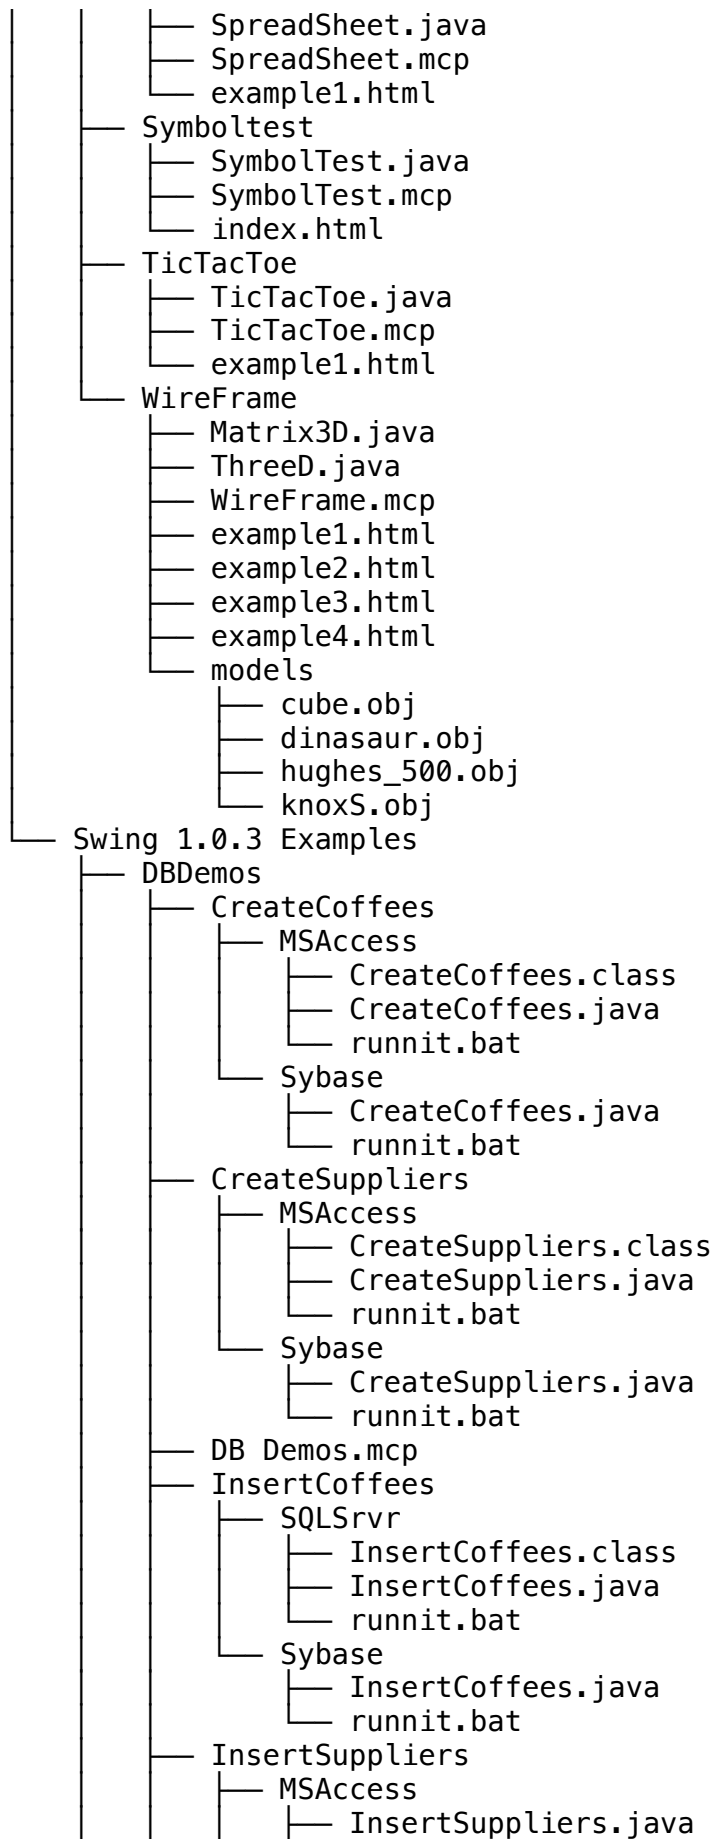 │   │   ├── SpreadSheet.java
│   │   ├── SpreadSheet.mcp
│   │   └── example1.html
│   ├── Symboltest
│   │   ├── SymbolTest.java
│   │   ├── SymbolTest.mcp
│   │   └── index.html
│   ├── TicTacToe
│   │   ├── TicTacToe.java
│   │   ├── TicTacToe.mcp
│   │   └── example1.html
│   └── WireFrame
│       ├── Matrix3D.java
│       ├── ThreeD.java
│       ├── WireFrame.mcp
│       ├── example1.html
│       ├── example2.html
│       ├── example3.html
│       ├── example4.html
│       └── models
│           ├── cube.obj
│           ├── dinasaur.obj
│           ├── hughes_500.obj
│           └── knoxS.obj
└── Swing 1.0.3 Examples
    ├── DBDemos
    │   ├── CreateCoffees
    │   │   ├── MSAccess
    │   │   │   ├── CreateCoffees.class
    │   │   │   ├── CreateCoffees.java
    │   │   │   └── runnit.bat
    │   │   └── Sybase
    │   │       ├── CreateCoffees.java
    │   │       └── runnit.bat
    │   ├── CreateSuppliers
    │   │   ├── MSAccess
    │   │   │   ├── CreateSuppliers.class
    │   │   │   ├── CreateSuppliers.java
    │   │   │   └── runnit.bat
    │   │   └── Sybase
    │   │       ├── CreateSuppliers.java
    │   │       └── runnit.bat
    │   ├── DB Demos.mcp
    │   ├── InsertCoffees
    │   │   ├── SQLSrvr
    │   │   │   ├── InsertCoffees.class
    │   │   │   ├── InsertCoffees.java
    │   │   │   └── runnit.bat
    │   │   └── Sybase
    │   │       ├── InsertCoffees.java
    │   │       └── runnit.bat
    │   ├── InsertSuppliers
    │   │   ├── MSAccess
    │   │   │   ├── InsertSuppliers.java